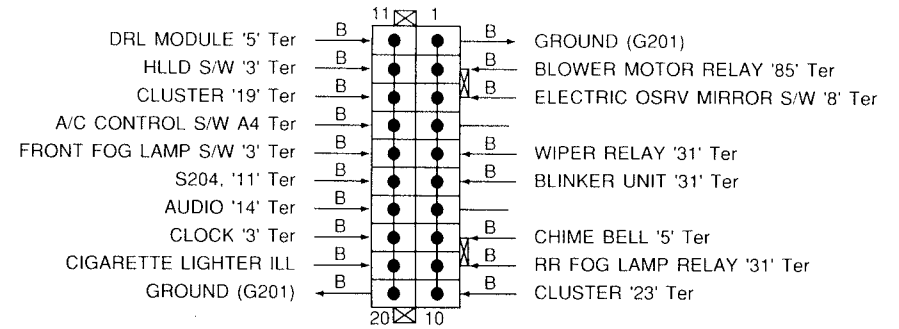 11 1
DRL MODULE '5' Ter B B GROUND (G201)
HLLD S/W '3' Ter B B BLOWER MOTOR RELAY '85' Ter
CLUSTER '19' Ter B B ELECTRIC OSRV MIRROR S/W '8' Ter
A/C CONTROL S/W A4 Ter B
FRONT FOG LAMP S/W '3' Ter B B WIPER RELAY '31' Ter
S204, '11' Ter B B BLINKER UNIT '31' Ter
AUDIO '14' Ter B
CLOCK '3' Ter B B CHIME BELL '5' Ter
CIGARETTE LIGHTER ILL B B RR FOG LAMP RELAY '31' Ter
GROUND (G201) B B CLUSTER '23' Ter
20 10